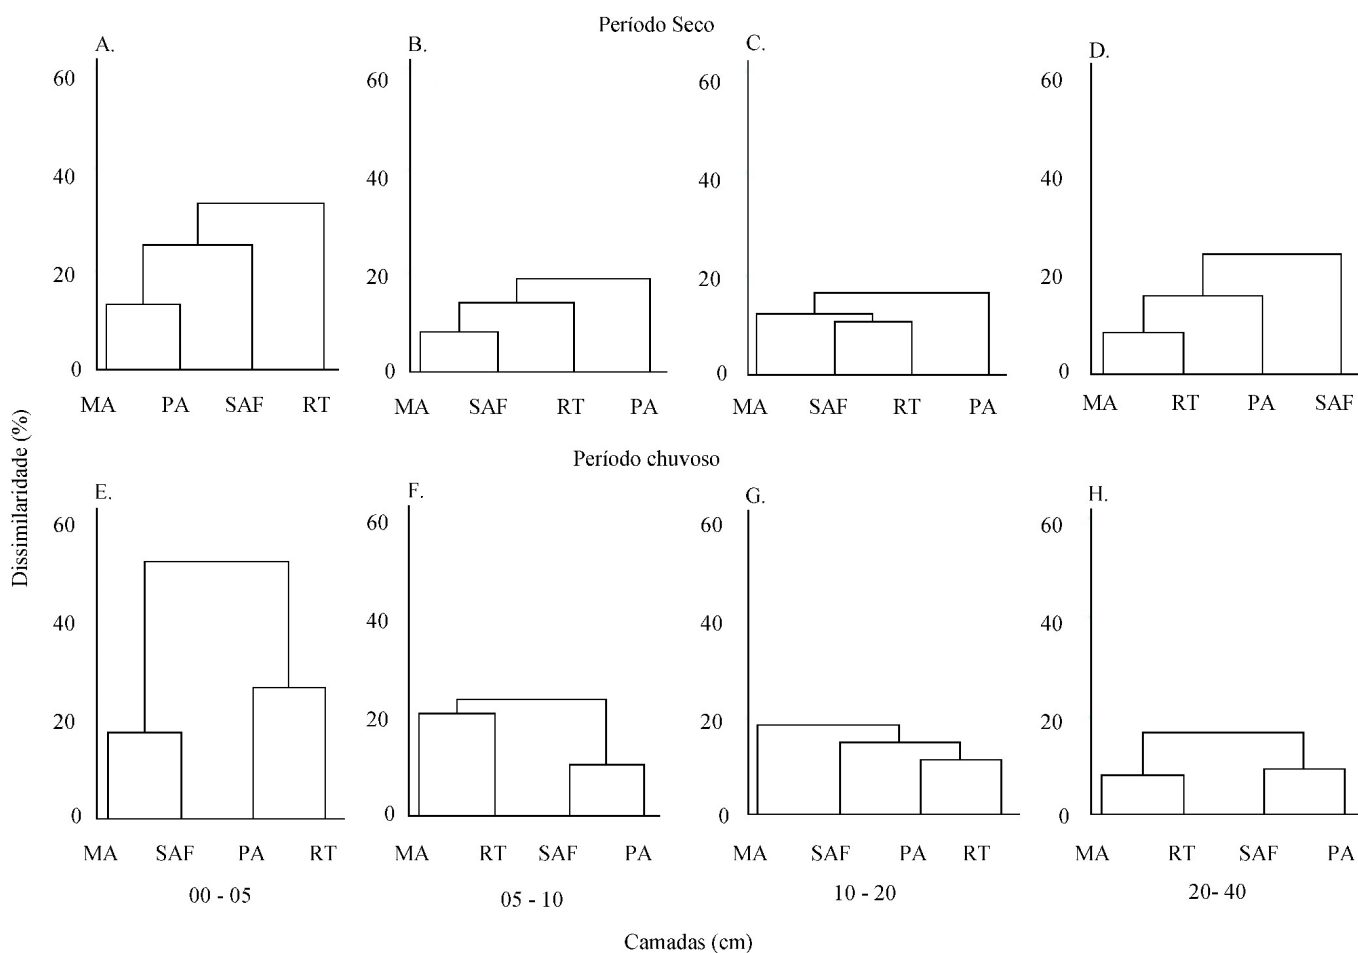 Período Seco
A. B. C. D.
60 60 60 60
40 40 40 40
20 20 20 20
0 0 0 0
MA PA SAF RT MA SAF RT PA MA SAF RT PA MA RT PA SAF
Dissimilaridade (%)
Período chuvoso
E. F. G. H.
60 60 60 60
40 40 40 40
20 20 20 20
0 0 0 0
MA SAF PA RT MA RT SAF PA MA SAF PA RT MA RT SAF PA
00 - 05 05 - 10 10 - 20 20- 40
Camadas (cm)